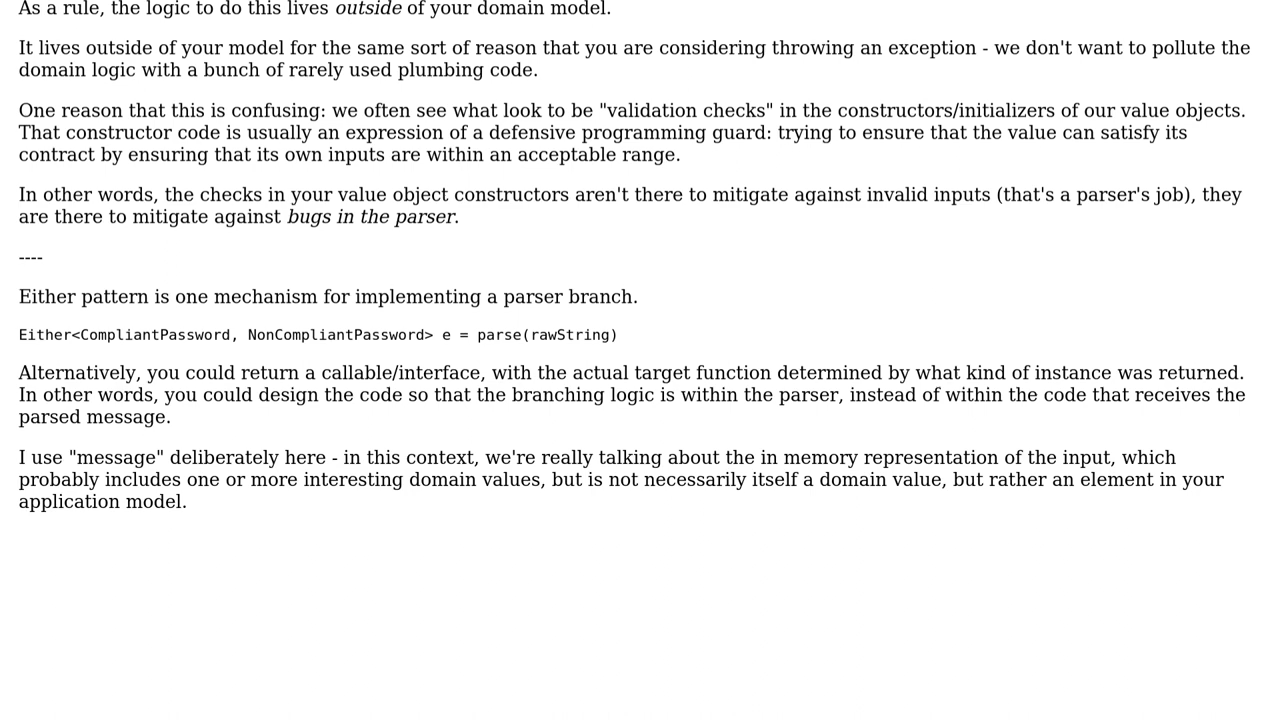 As a rule, the logic to do this lives outside of your domain model.
It lives outside of your model for the same sort of reason that you are considering throwing an exception - we don't want to pollute the
domain logic with a bunch of rarely used plumbing code.
One reason that this is confusing: we often see what look to be "validation checks" in the constructors/initializers of our value objects.
That constructor code is usually an expression of a defensive programming guard: trying to ensure that the value can satisfy its
contract by ensuring that its own inputs are within an acceptable range.
In other words, the checks in your value object constructors aren't there to mitigate against invalid inputs (that's a parser's job), they
are there to mitigate against bugs in the parser.
----
Either pattern is one mechanism for implementing a parser branch.
Either<CompliantPassword, NonCompliantPassword> e = parse(rawString)
Alternatively, you could return a callable/interface, with the actual target function determined by what kind of instance was returned.
In other words, you could design the code so that the branching logic is within the parser, instead of within the code that receives the
parsed message.
I use "message" deliberately here - in this context, we're really talking about the in memory representation of the input, which
probably includes one or more interesting domain values, but is not necessarily itself a domain value, but rather an element in your
application model.